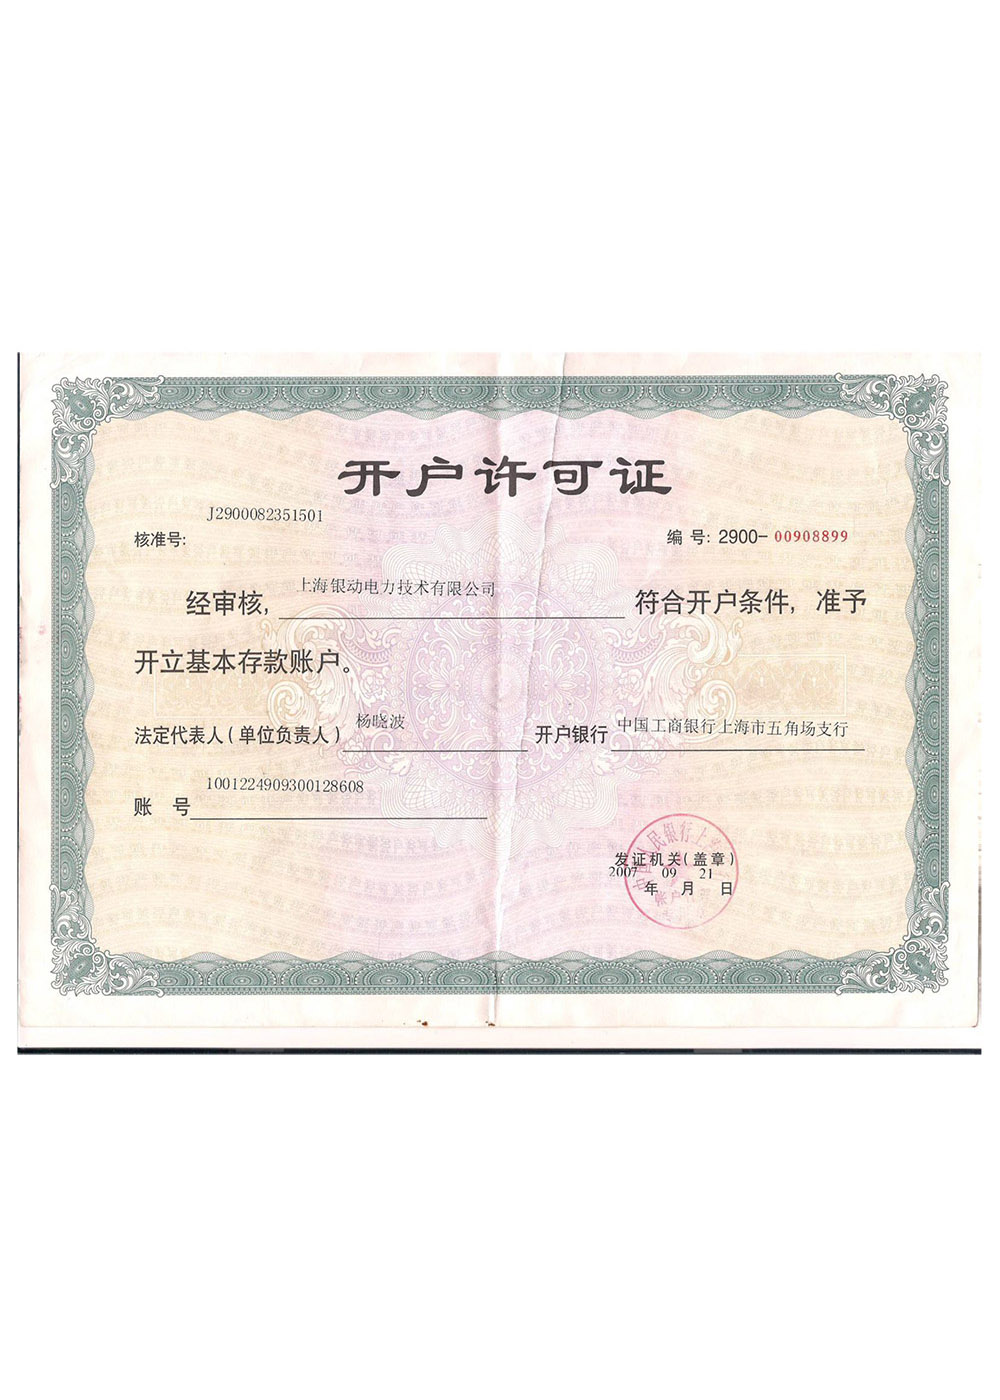 开户许可证
J2900082351501
核准号: 编 号: 2900-00908899
经审核, 上海银动电力技术有限公司 符合开户条件, 准予
开立基本存款账户。
法定代表人(单位负责人) 杨晓波 开户银行 中国工商银行上海市五角场支行
账 号 1001224909300128608
发证机关(盖章)
2007 年 09 月 21 日